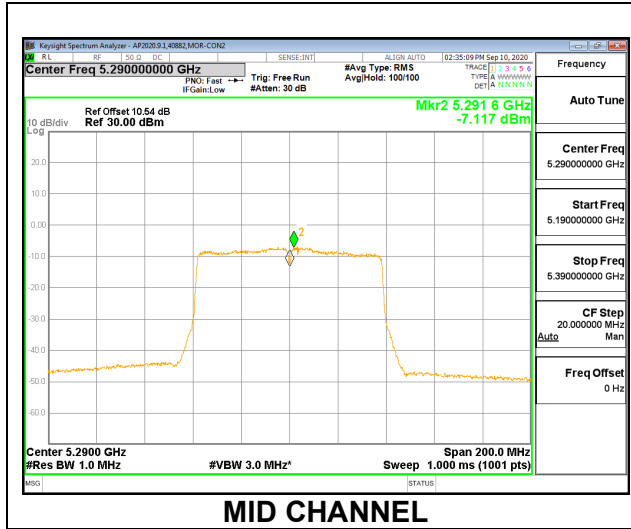 Keysight Spectrum Analyzer - AP2020.9.1,40882,MOR-CON2
RL RF 50 Ω DC SENSE:INT ALIGN AUTO 02:35:09 PM Sep 10, 2020
Center Freq 5.290000000 GHz
PNO: Fast
IFGain:Low
Trig: Free Run
#Atten: 30 dB
#Avg Type: RMS
Avg|Hold: 100/100
TRACE 1 2 3 4 5 6
TYPE A WWWWW
DET A NNNNN
Frequency
Ref Offset 10.54 dB
10 dB/div Ref 30.00 dBm
Log
Mkr2 5.291 6 GHz
-7.117 dBm
20.0
10.0
0.00
-10.0
-20.0
-30.0
-40.0
-50.0
-60.0
2
Center 5.2900 GHz Span 200.0 MHz
#Res BW 1.0 MHz #VBW 3.0 MHz* Sweep 1.000 ms (1001 pts)
Auto Tune
Center Freq
5.290000000 GHz
Start Freq
5.190000000 GHz
Stop Freq
5.390000000 GHz
CF Step
20.000000 MHz
Auto Man
Freq Offset
0 Hz
MSG STATUS
MID CHANNEL